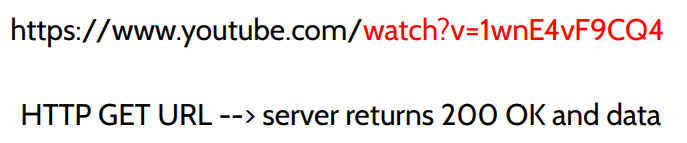 https://www.youtube.com/watch?v=1wnE4vF9CQ4
HTTP GET URL --> server returns 200 OK and data